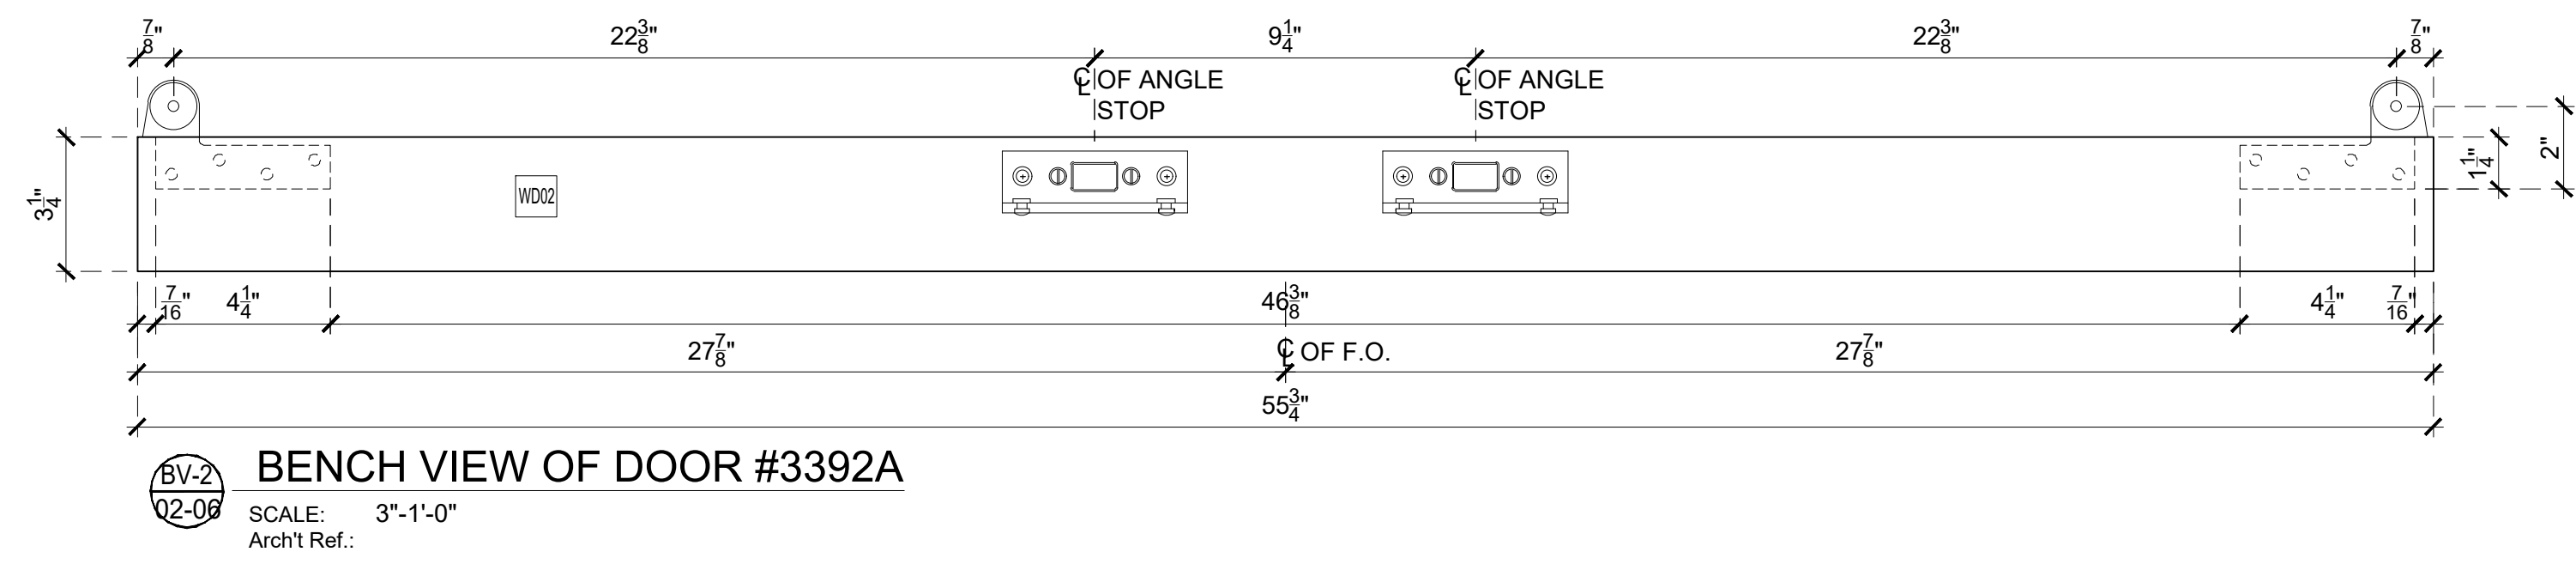 7/8" 22 3/8" 9 1/4" 22 3/8" 7/8"
℄ OF ANGLE STOP
℄ OF ANGLE STOP
3 1/4"
WD02
1 1/4"
2"
7/16" 4 1/4" 46 3/8" 4 1/4" 7/16"
27 7/8" ℄ OF F.O. 27 7/8"
55 3/4"
BV-2
02-06
BENCH VIEW OF DOOR #3392A
SCALE: 3"-1'-0"
Arch't Ref.: